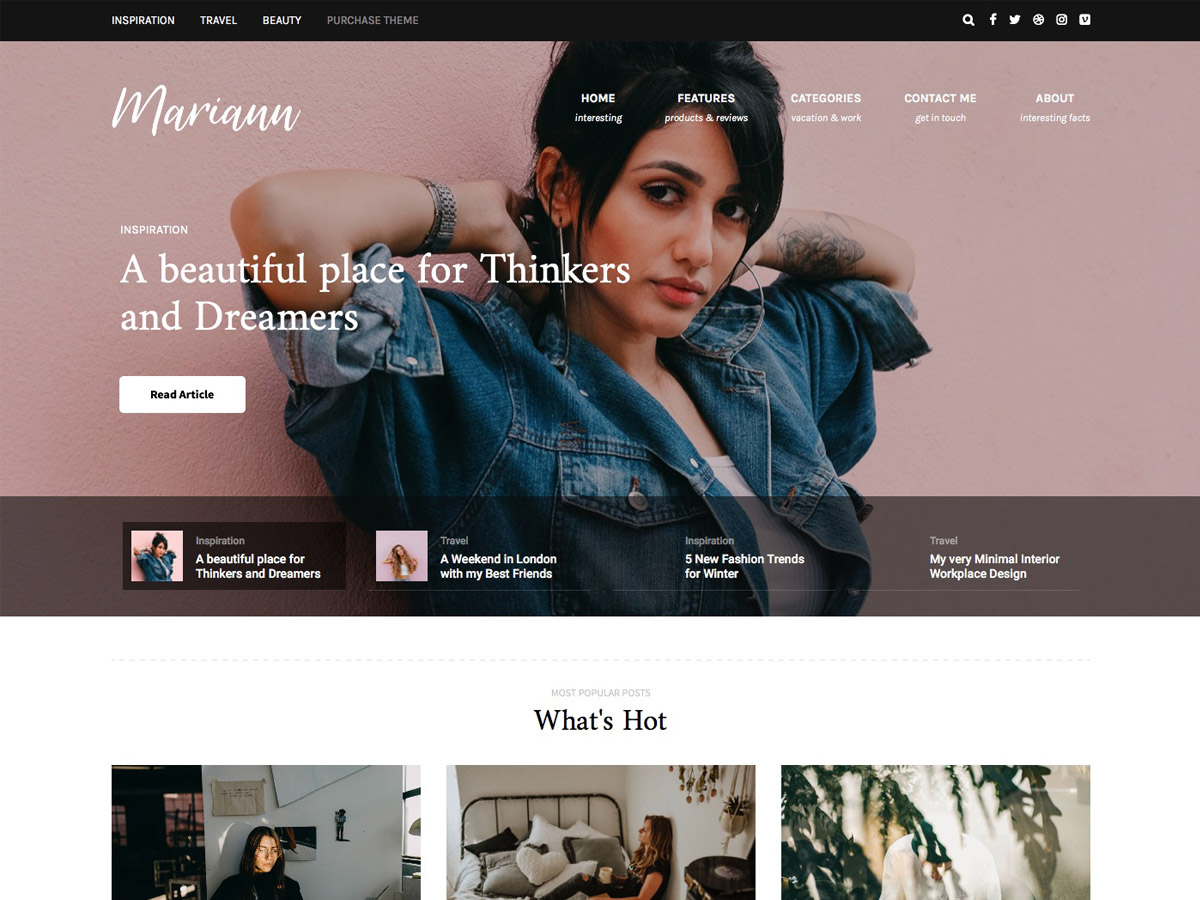 INSPIRATION TRAVEL BEAUTY PURCHASE THEME
Mariann
HOME FEATURES CATEGORIES CONTACT ME ABOUT
interesting products & reviews vacation & work get in touch interesting facts
INSPIRATION
A beautiful place for Thinkers
and Dreamers
Read Article
Inspiration
A beautiful place for
Thinkers and Dreamers
Travel
A Weekend in London
with my Best Friends
Inspiration
5 New Fashion Trends
for Winter
Travel
My very Minimal Interior
Workplace Design
MOST POPULAR POSTS
What's Hot